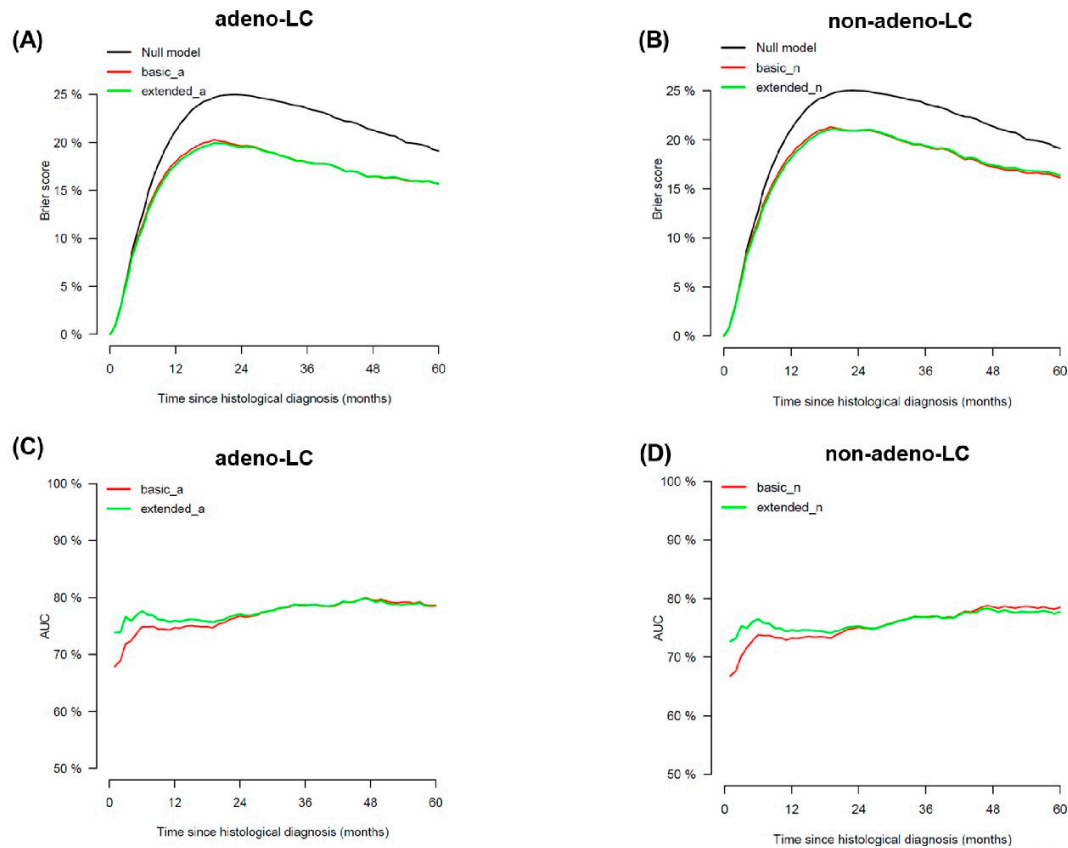 adeno-LC
(A)
Null model
basic_a
extended_a
25 %
20 %
15 %
10 %
5 %
0 %
Brier score
0 12 24 36 48 60
Time since histological diagnosis (months)
non-adeno-LC
(B)
Null model
basic_n
extended_n
25 %
20 %
15 %
10 %
5 %
0 %
Brier score
0 12 24 36 48 60
Time since histological diagnosis (months)
(C)
adeno-LC
basic_a
extended_a
100 %
90 %
80 %
70 %
60 %
50 %
AUC
0 12 24 36 48 60
Time since histological diagnosis (months)
(D)
non-adeno-LC
basic_n
extended_n
100 %
90 %
80 %
70 %
60 %
50 %
AUC
0 12 24 36 48 60
Time since histological diagnosis (months)